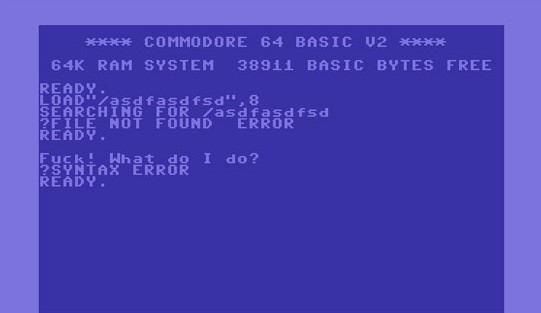 **** COMMODORE 64 BASIC V2 ****
64K RAM SYSTEM  38911 BASIC BYTES FREE
READY.
LOAD"/asdfasdfsd",8
SEARCHING FOR /asdfasdfsd
?FILE NOT FOUND  ERROR
READY.
Fuck! What do I do?
?SYNTAX ERROR
READY.